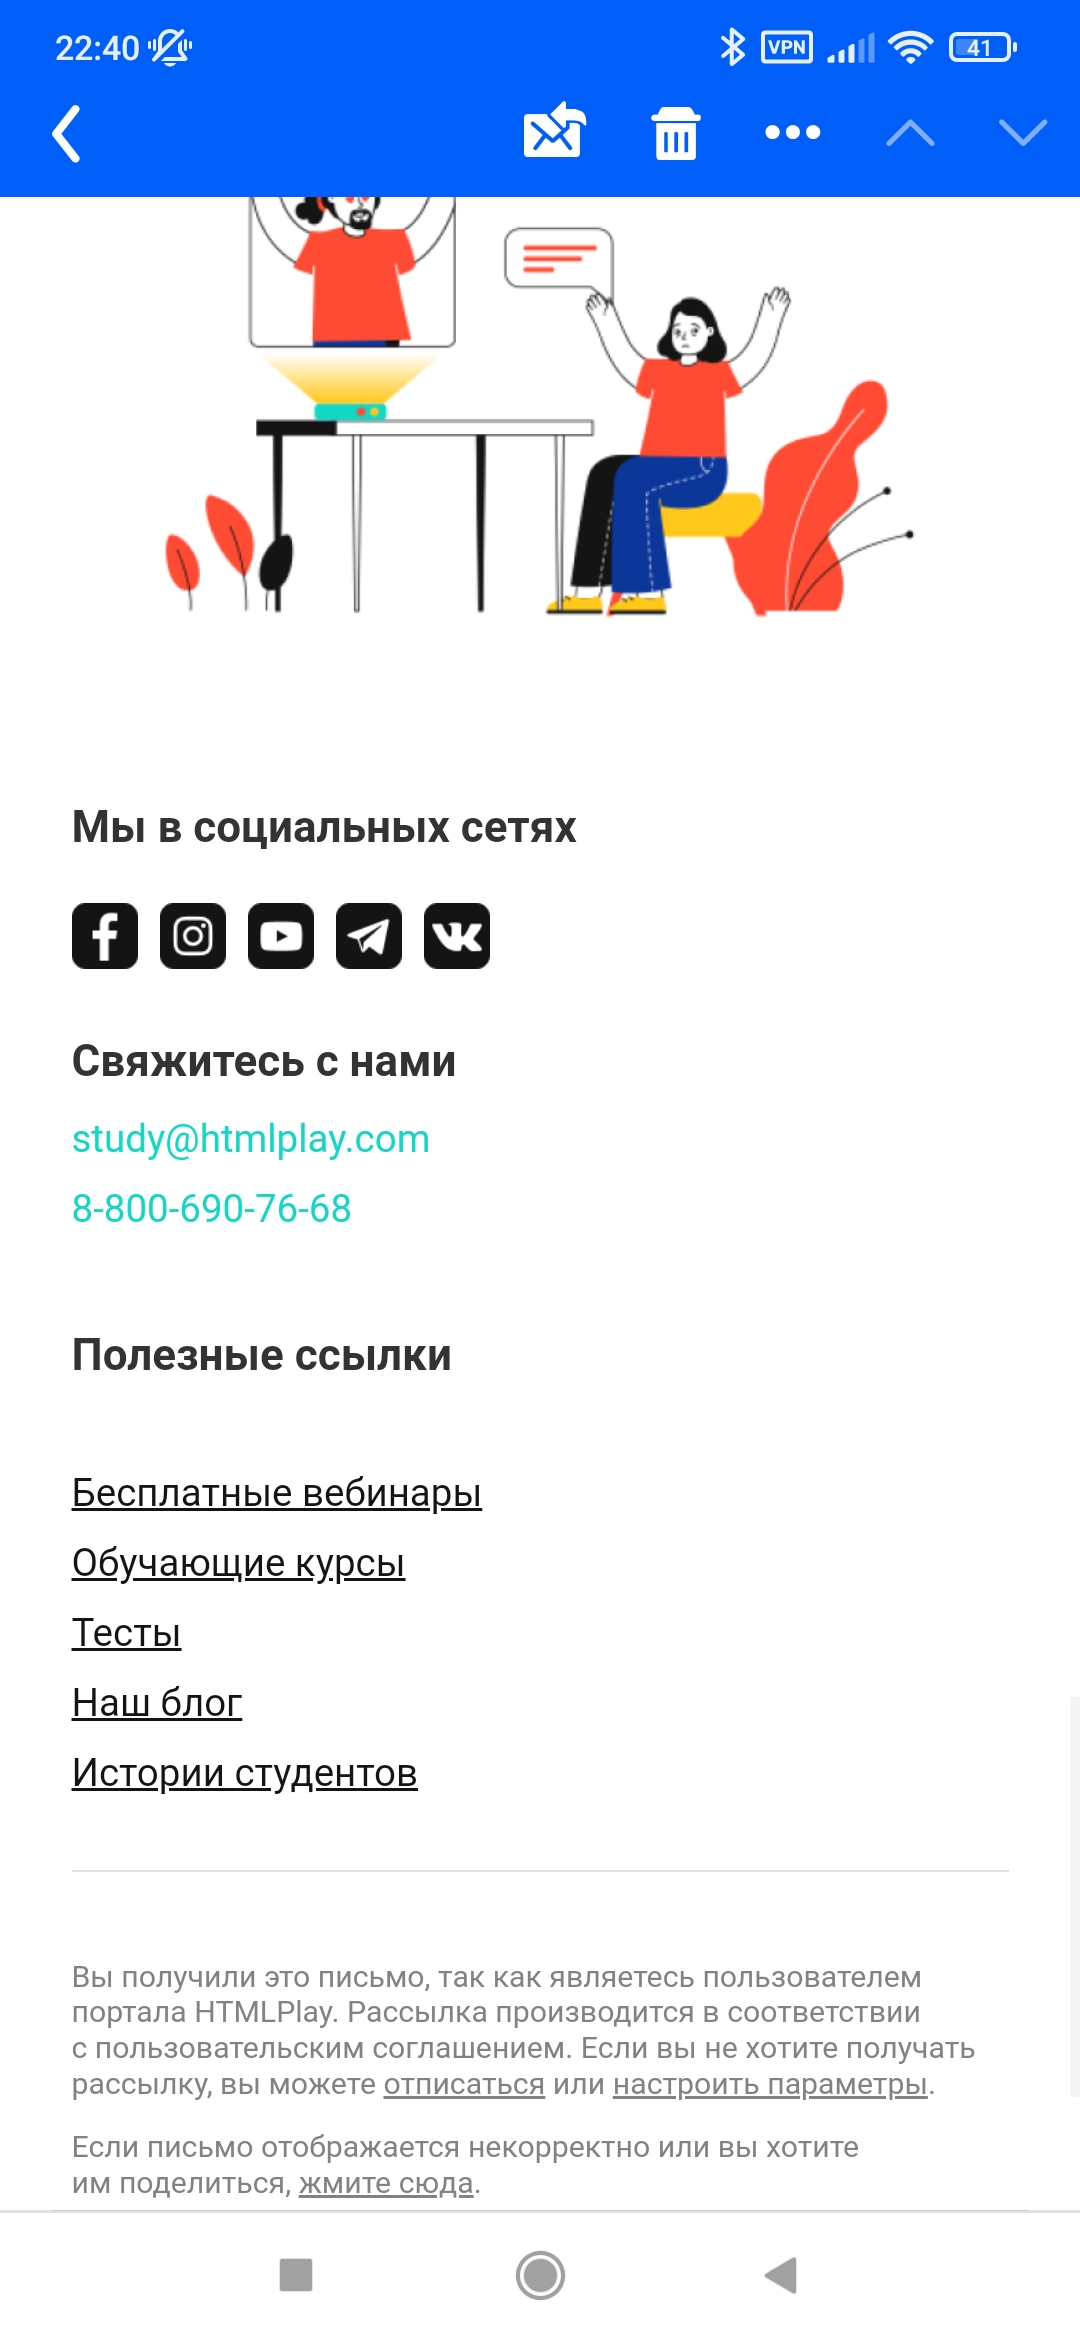 22:40
VPN
41
Мы в социальных сетях
Свяжитесь с нами
study@htmlplay.com
8-800-690-76-68
Полезные ссылки
Бесплатные вебинары
Обучающие курсы
Тесты
Наш блог
Истории студентов
Вы получили это письмо, так как являетесь пользователем
портала HTMLPlay. Рассылка производится в соответствии
с пользовательским соглашением. Если вы не хотите получать
рассылку, вы можете отписаться или настроить параметры.
Если письмо отображается некорректно или вы хотите
им поделиться, жмите сюда.